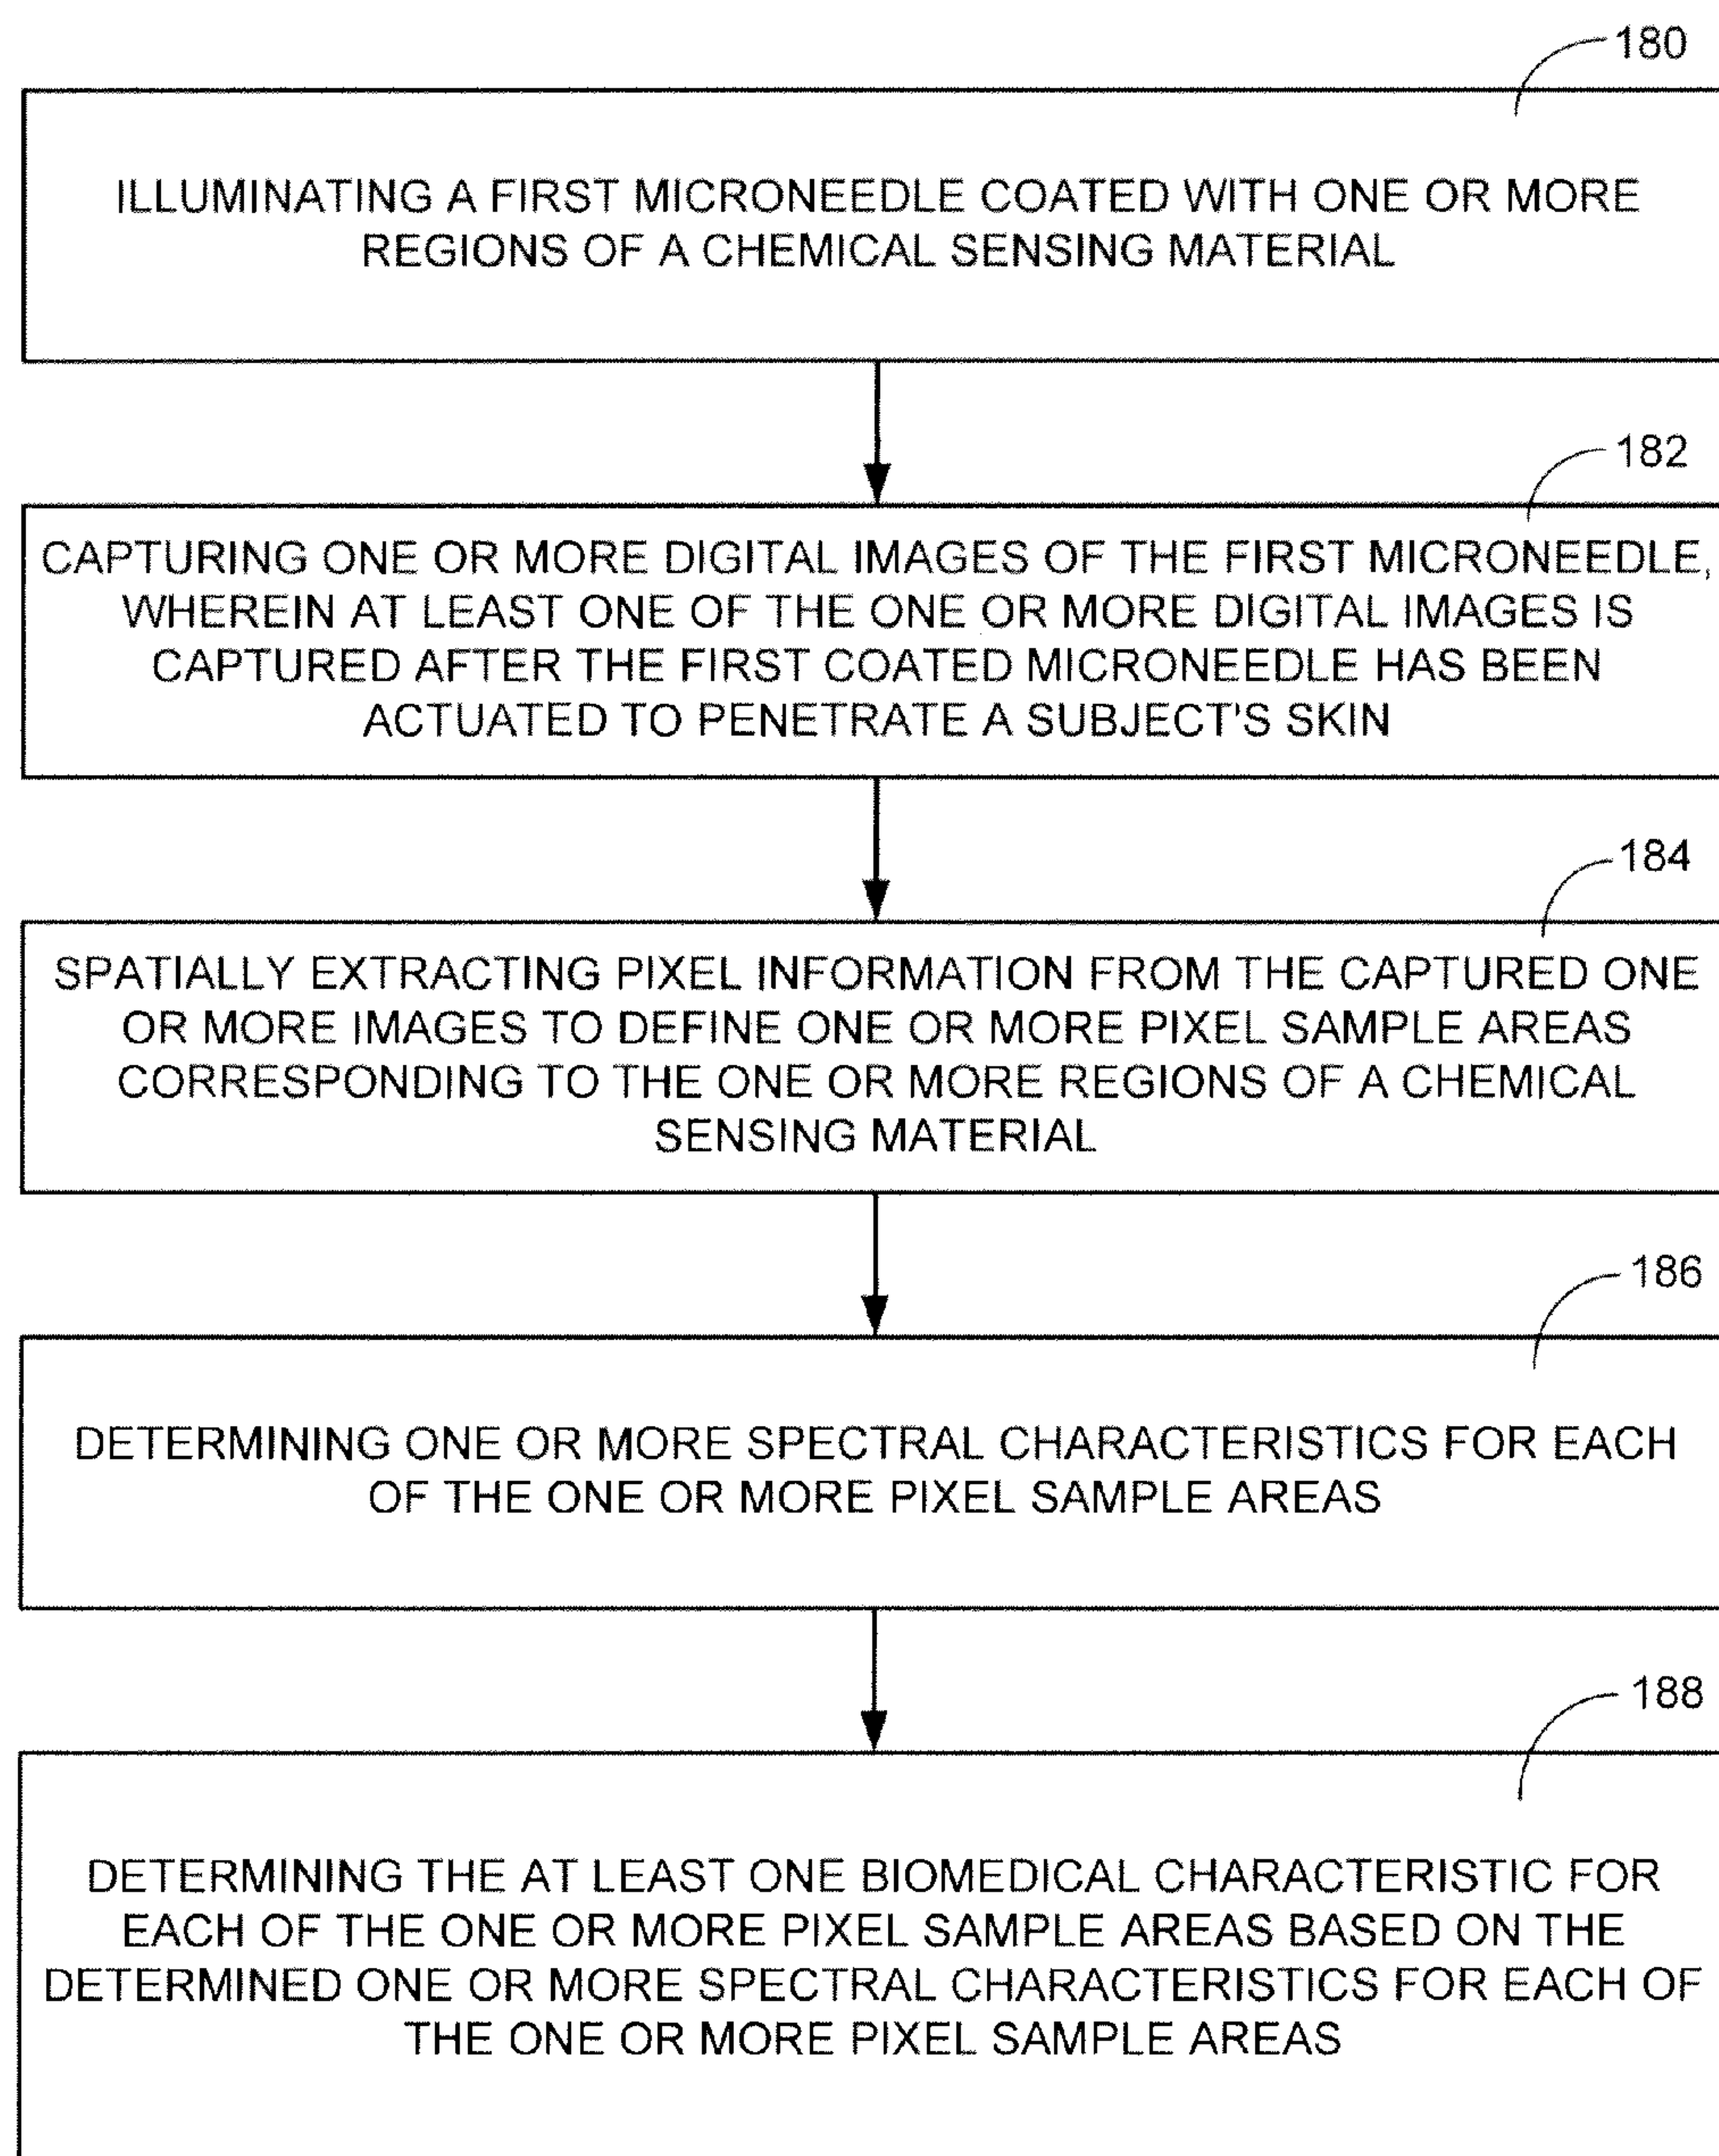 180
ILLUMINATING A FIRST MICRONEEDLE COATED WITH ONE OR MORE
REGIONS OF A CHEMICAL SENSING MATERIAL
182
CAPTURING ONE OR MORE DIGITAL IMAGES OF THE FIRST MICRONEEDLE,
WHEREIN AT LEAST ONE OF THE ONE OR MORE DIGITAL IMAGES IS
CAPTURED AFTER THE FIRST COATED MICRONEEDLE HAS BEEN
ACTUATED TO PENETRATE A SUBJECT'S SKIN
184
SPATIALLY EXTRACTING PIXEL INFORMATION FROM THE CAPTURED ONE
OR MORE IMAGES TO DEFINE ONE OR MORE PIXEL SAMPLE AREAS
CORRESPONDING TO THE ONE OR MORE REGIONS OF A CHEMICAL
SENSING MATERIAL
186
DETERMINING ONE OR MORE SPECTRAL CHARACTERISTICS FOR EACH
OF THE ONE OR MORE PIXEL SAMPLE AREAS
188
DETERMINING THE AT LEAST ONE BIOMEDICAL CHARACTERISTIC FOR
EACH OF THE ONE OR MORE PIXEL SAMPLE AREAS BASED ON THE
DETERMINED ONE OR MORE SPECTRAL CHARACTERISTICS FOR EACH OF
THE ONE OR MORE PIXEL SAMPLE AREAS